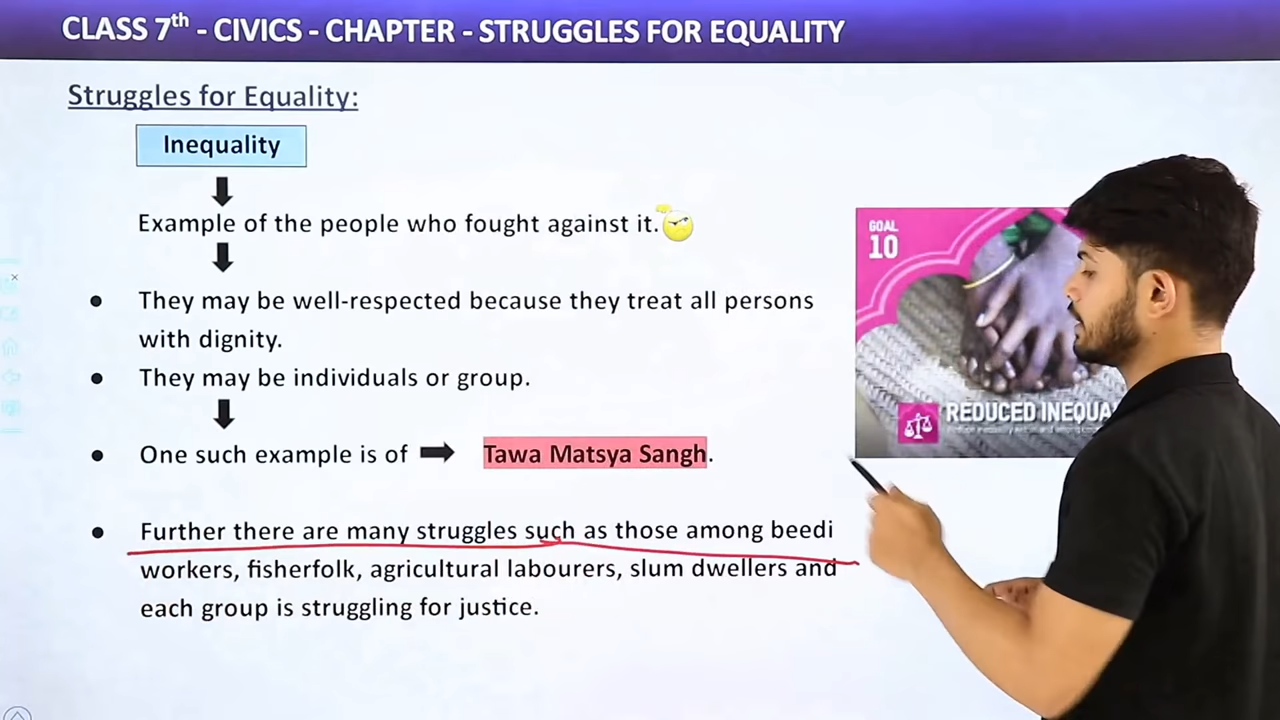 CLASS 7th - CIVICS - CHAPTER - STRUGGLES FOR EQUALITY
Struggles for Equality:
Inequality
Example of the people who fought against it.
• They may be well-respected because they treat all persons
with dignity.
• They may be individuals or group.
• One such example is of Tawa Matsya Sangh.
• Further there are many struggles such as those among beedi
workers, fisherfolk, agricultural labourers, slum dwellers and
each group is struggling for justice.
GOAL
10
REDUCED INEQUA